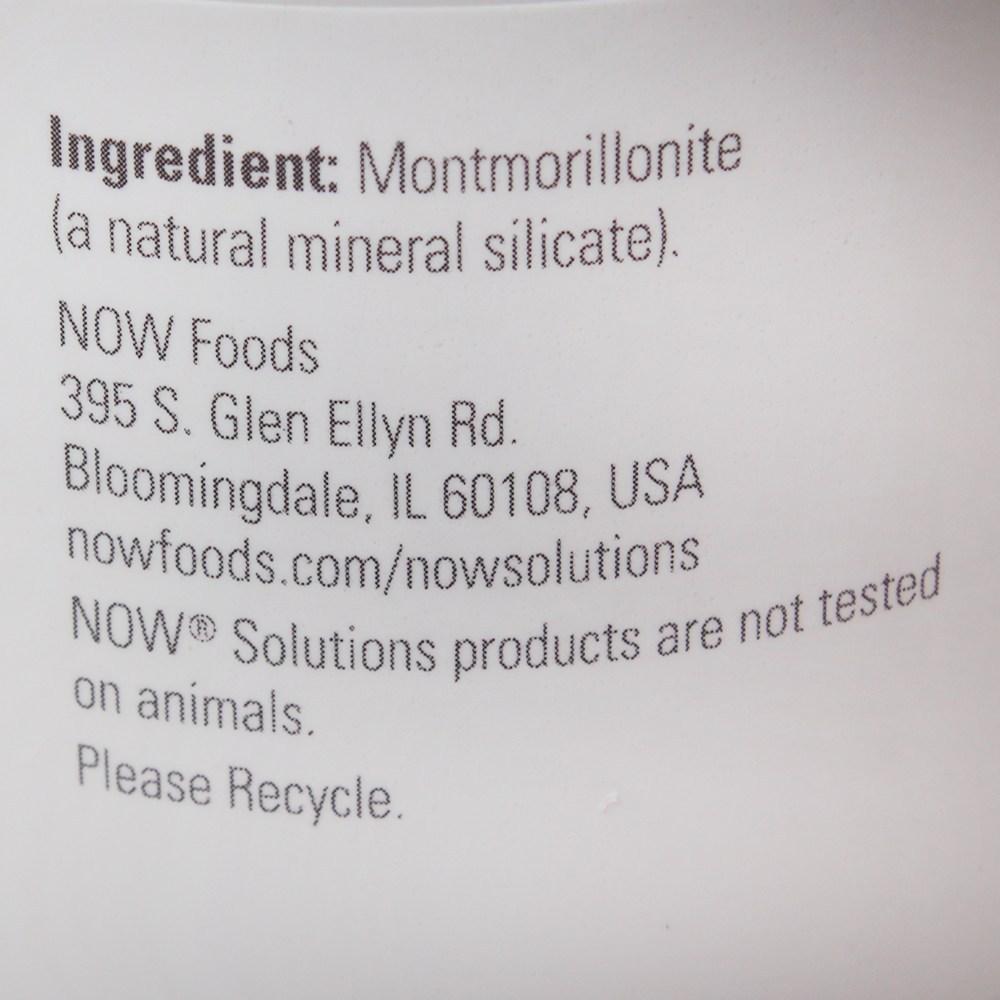 Ingredient: Montmorillonite
(a natural mineral silicate).
NOW Foods
395 S. Glen Ellyn Rd.
Bloomingdale, IL 60108, USA
nowfoods.com/nowsolutions
NOW® Solutions products are not tested
on animals.
Please Recycle.